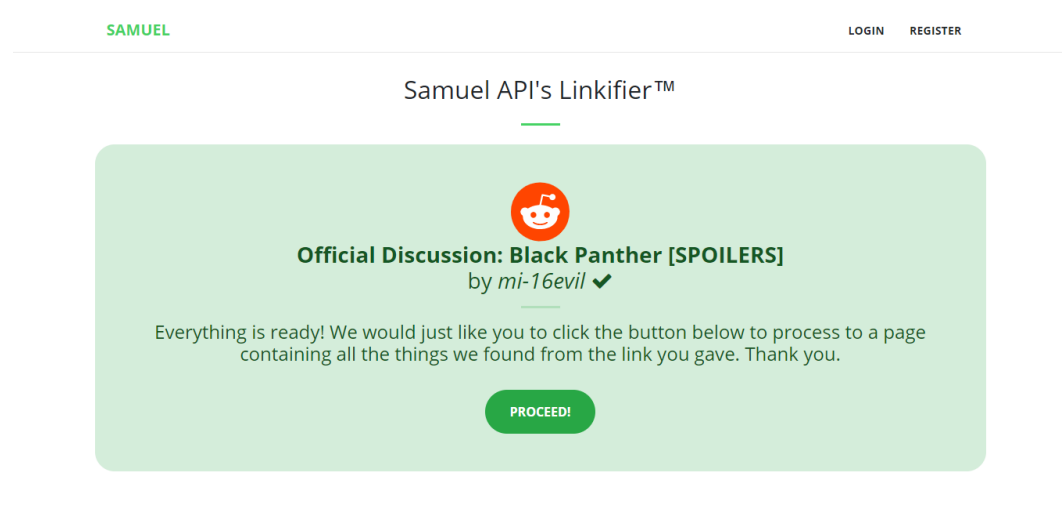 SAMUEL
LOGIN REGISTER
Samuel API's Linkifier™
Official Discussion: Black Panther [SPOILERS]
by mi-16evil
Everything is ready! We would just like you to click the button below to process to a page
containing all the things we found from the link you gave. Thank you.
PROCEED!